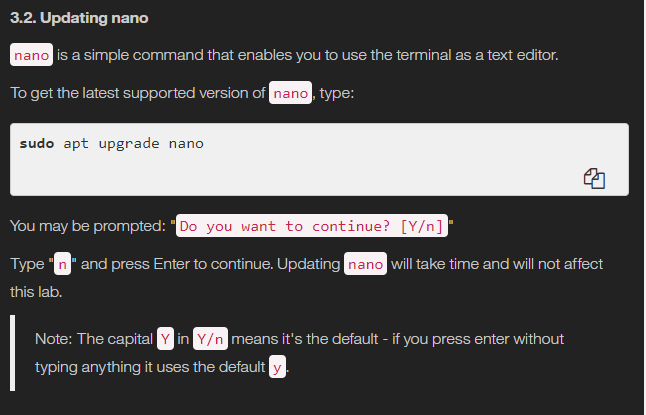 3.2. Updating nano
nano is a simple command that enables you to use the terminal as a text editor.
To get the latest supported version of nano, type:
sudo apt upgrade nano
You may be prompted: "Do you want to continue? [Y/n]"
Type "n" and press Enter to continue. Updating nano will take time and will not affect
this lab.
Note: The capital Y in Y/n means it's the default - if you press enter without
typing anything it uses the default y.